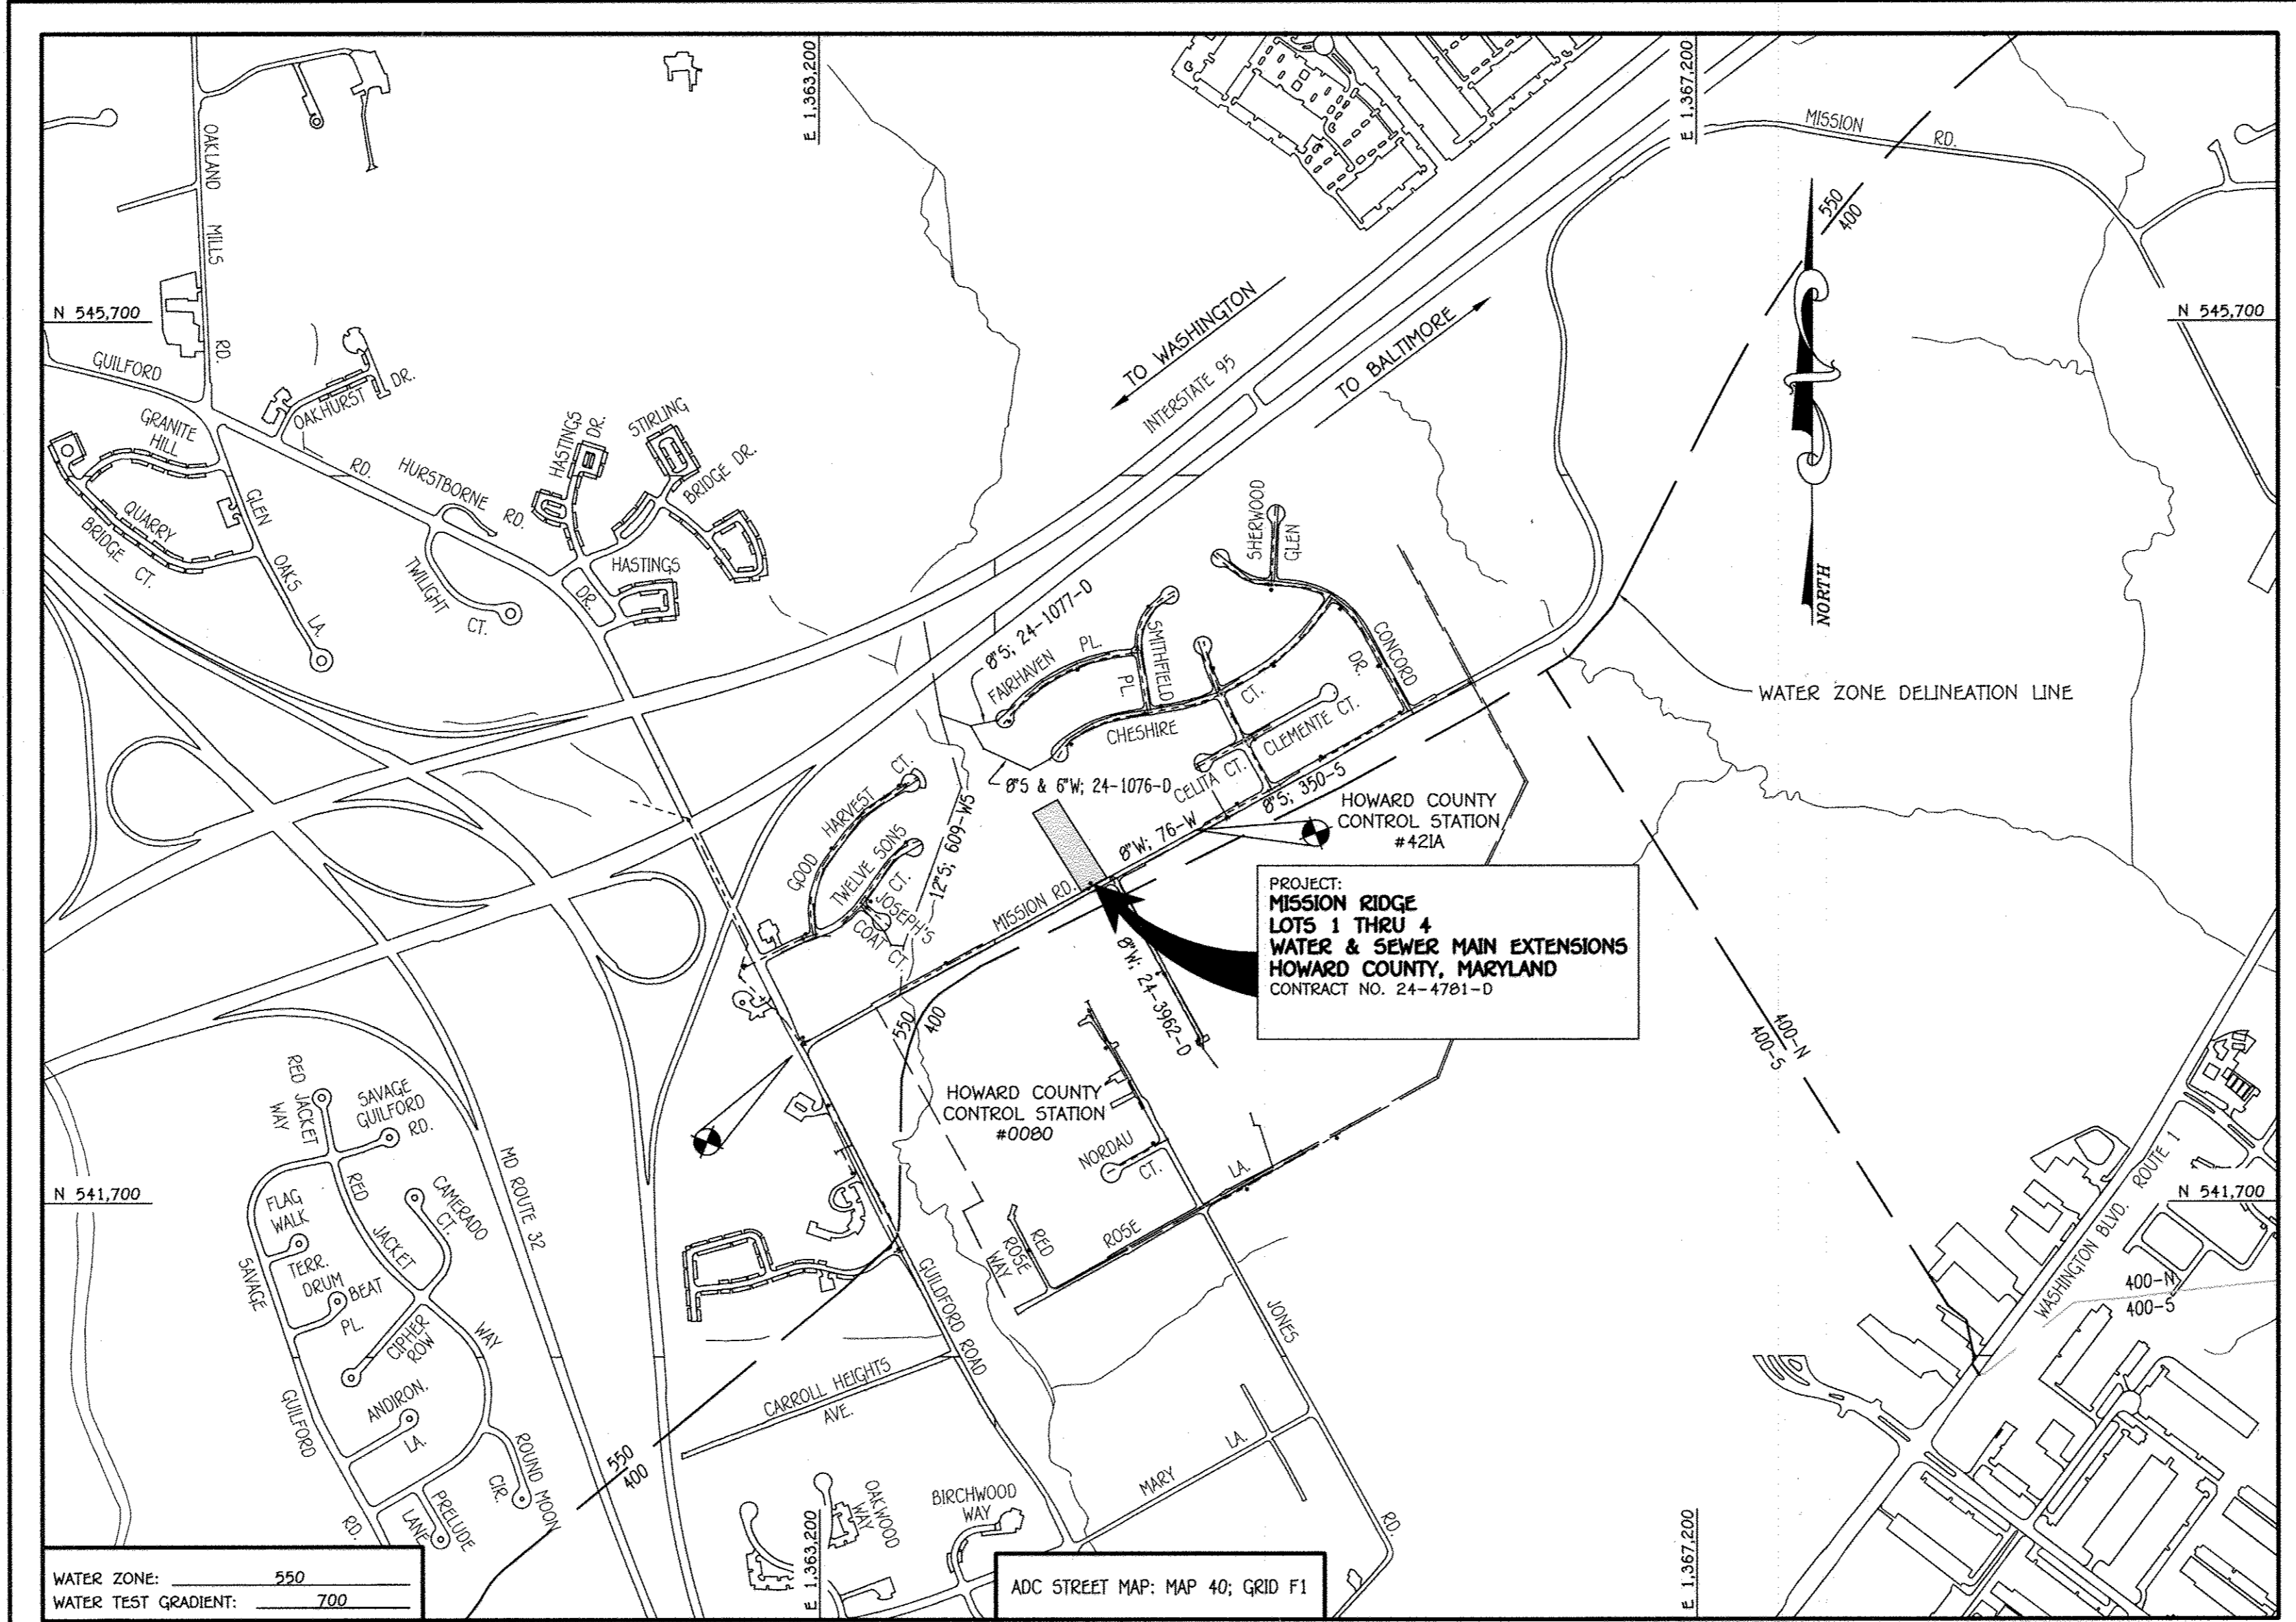 E 1,363,200
E 1,367,200
MISSION
RD.
550
400
N 545,700
N 545,700
OAKLAND
MILLS
RD.
GUILFORD
OAKHURST
DR.
GRANITE
HILL
RD.
HURSTBORNE
RD.
HASTINGS
DR.
STIRLING
BRIDGE DR.
TO WASHINGTON
INTERSTATE 95
TO BALTIMORE
QUARRY
BRIDGE CT.
GLEN
OAKS
LA.
TWILIGHT
CT.
HASTINGS
DR.
SHERWOOD
GLEN
NORTH
8"S; 24-1077-D
FAIRHAVEN
PL.
SMITHFIELD
PL.
CONCORD
DR.
CHESHIRE
CT.
CLEMENTE CT.
CELITA CT.
WATER ZONE DELINEATION LINE
8"S & 6"W; 24-1076-D
8"S; 350-S
8"W; 76-W
HOWARD COUNTY
CONTROL STATION
#421A
GOOD
HARVEST
CT.
TWELVE SONS
CT.
JOSEPH'S
COAT CT.
12"S; 609-WS
MISSION RD.
PROJECT:
MISSION RIDGE
LOTS 1 THRU 4
WATER & SEWER MAIN EXTENSIONS
HOWARD COUNTY, MARYLAND
CONTRACT NO. 24-4781-D
8"W; 24-3962-D
550
400
400-N
400-S
HOWARD COUNTY
CONTROL STATION
#0080
RED JACKET
WAY
SAVAGE
GUILFORD
RD.
MD ROUTE 32
NORDAU
CT.
LA.
ROSE
RED
ROSE
WAY
N 541,700
N 541,700
FLAG
WALK
TERR.
RED
JACKET
WAY
CAMERADO
CT.
DRUM
BEAT
PL.
SAVAGE
GUILFORD
RD.
CIPHER
ROW
ANDIRON.
LA.
ROUND MOON
CIR.
PRELUDE
LANE
GUILDFORD ROAD
JONES
RD.
WASHINGTON BLVD.
ROUTE 1
400-N
400-S
CARROLL HEIGHTS
AVE.
550
400
MARY
LA.
OAKWOOD
WAY
BIRCHWOOD
WAY
E 1,363,200
E 1,367,200
WATER ZONE: 550
WATER TEST GRADIENT: 700
ADC STREET MAP: MAP 40; GRID F1